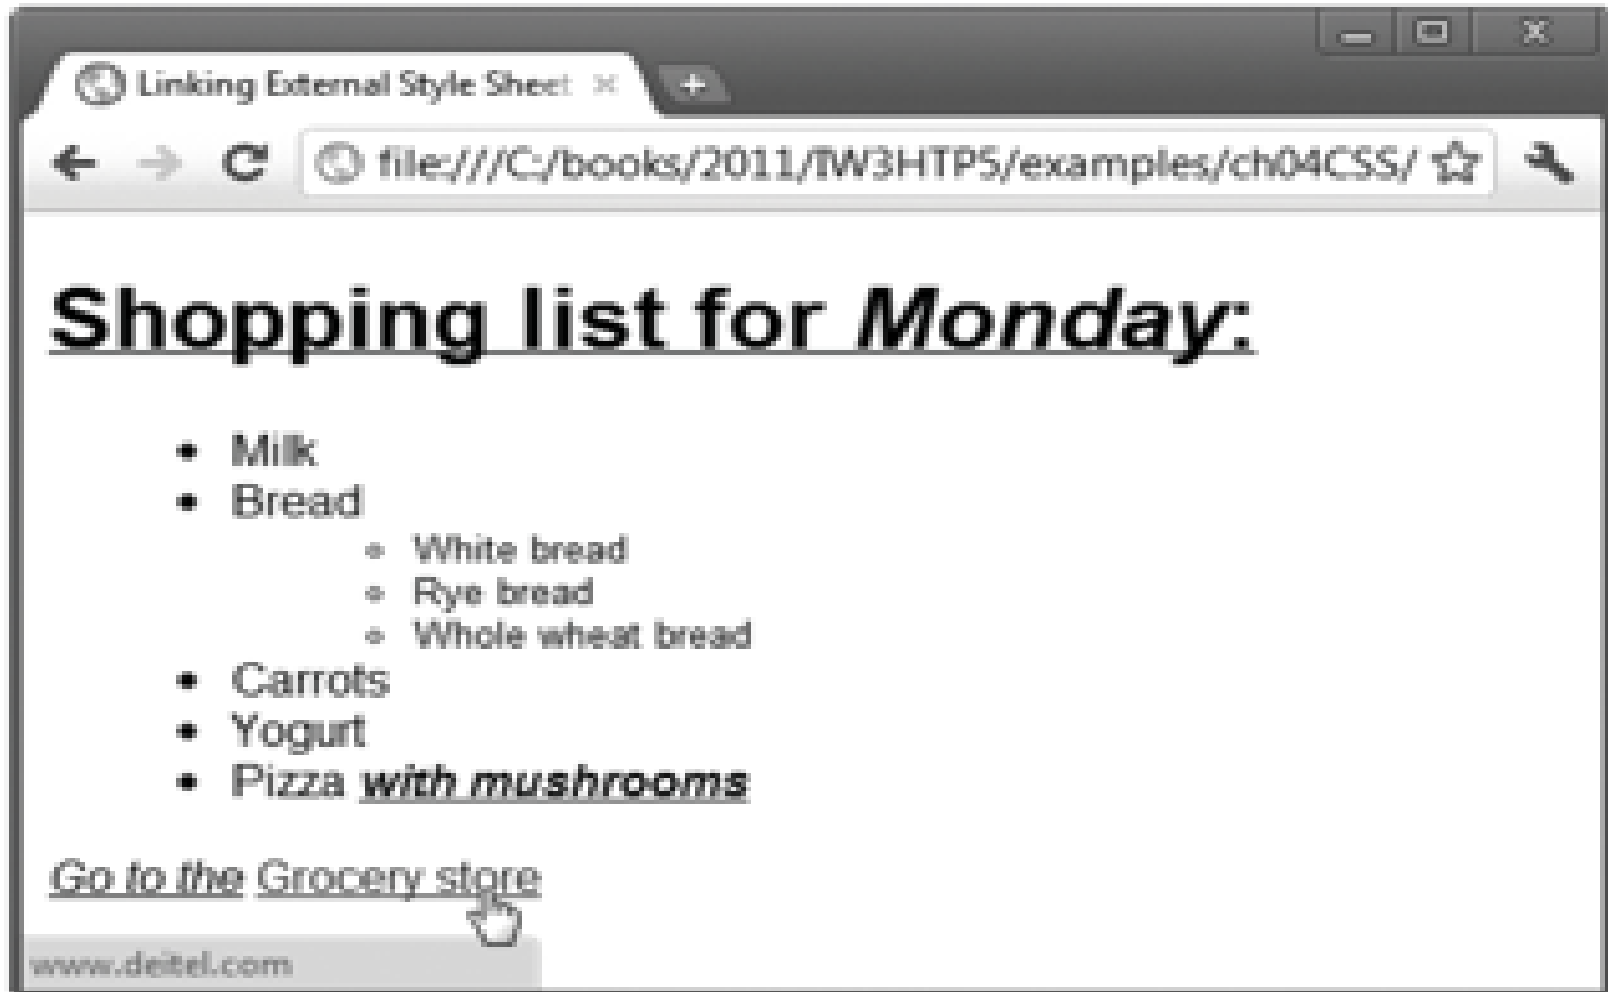 Linking External Style Sheet
file:///C:/books/2011/IW3HTP5/examples/ch04CSS/
Shopping list for Monday:
Milk
Bread
White bread
Rye bread
Whole wheat bread
Carrots
Yogurt
Pizza with mushrooms
Go to the Grocery store
www.deitel.com